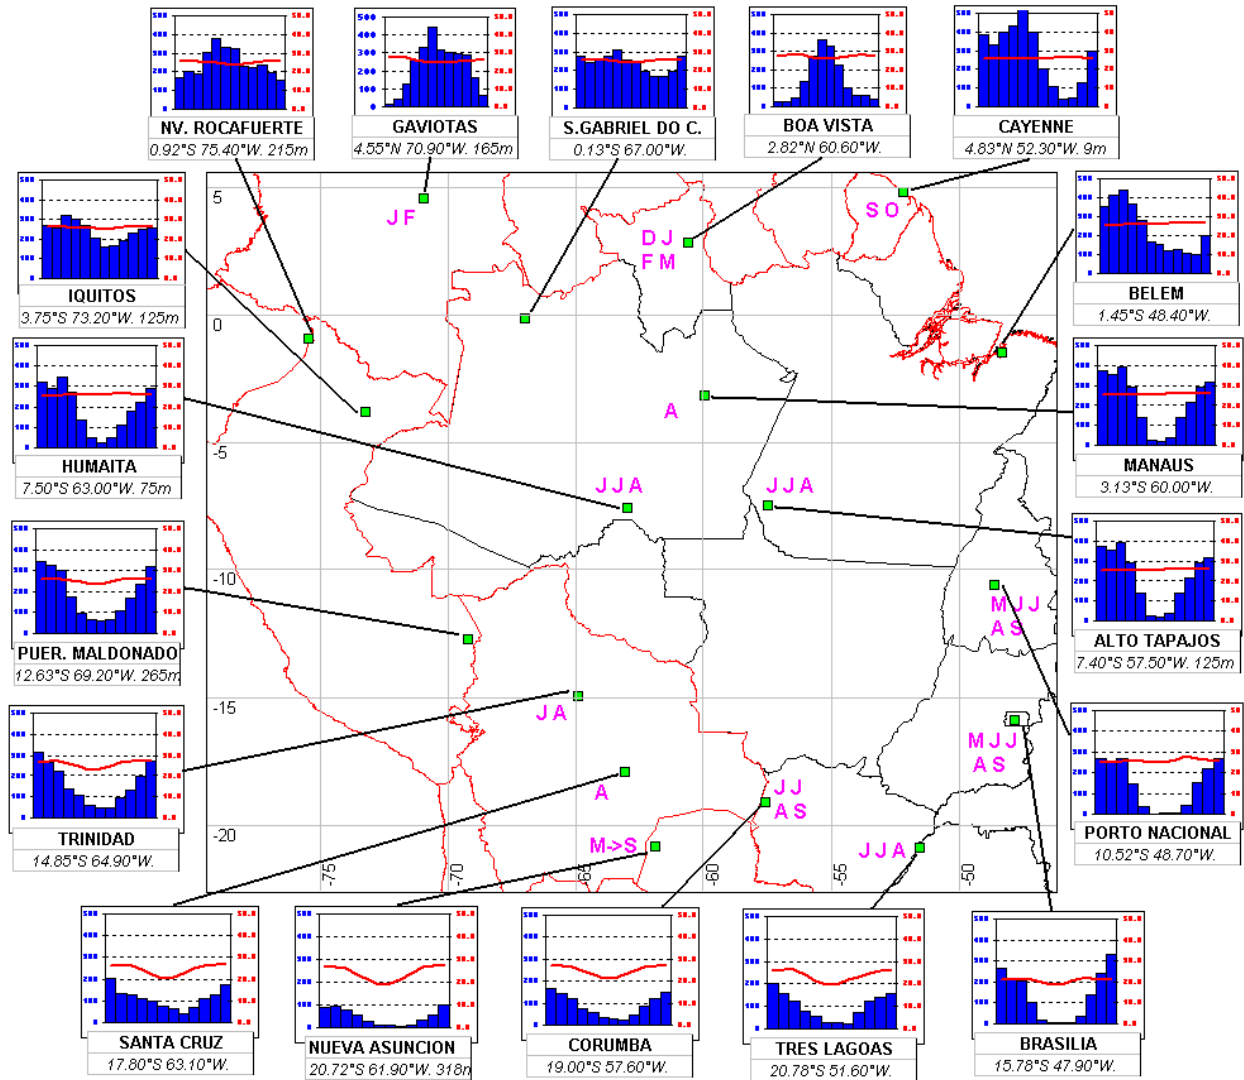 NV. ROCAFUERTE
0.92°S 75.40°W. 215m
GAVIOTAS
4.55°N 70.90°W. 165m
S.GABRIEL DO C.
0.13°S 67.00°W.
BOA VISTA
2.82°N 60.60°W.
CAYENNE
4.83°N 52.30°W. 9m
IQUITOS
3.75°S 73.20°W. 125m
HUMAITA
7.50°S 63.00°W. 75m
PUER. MALDONADO
12.63°S 69.20°W. 265m
TRINIDAD
14.85°S 64.90°W.
5
0
-5
-10
-15
-20
-75
-70
-65
-60
-55
-50
J F
D J
F M
S O
A
J J A
J J A
M J J
A S
J A
M J J
A S
A
J J
A S
M->S
J J A
BELEM
1.45°S 48.40°W.
MANAUS
3.13°S 60.00°W.
ALTO TAPAJOS
7.40°S 57.50°W. 125m
PORTO NACIONAL
10.52°S 48.70°W.
SANTA CRUZ
17.80°S 63.10°W.
NUEVA ASUNCION
20.72°S 61.90°W. 318m
CORUMBA
19.00°S 57.60°W.
TRES LAGOAS
20.78°S 51.60°W.
BRASILIA
15.78°S 47.90°W.